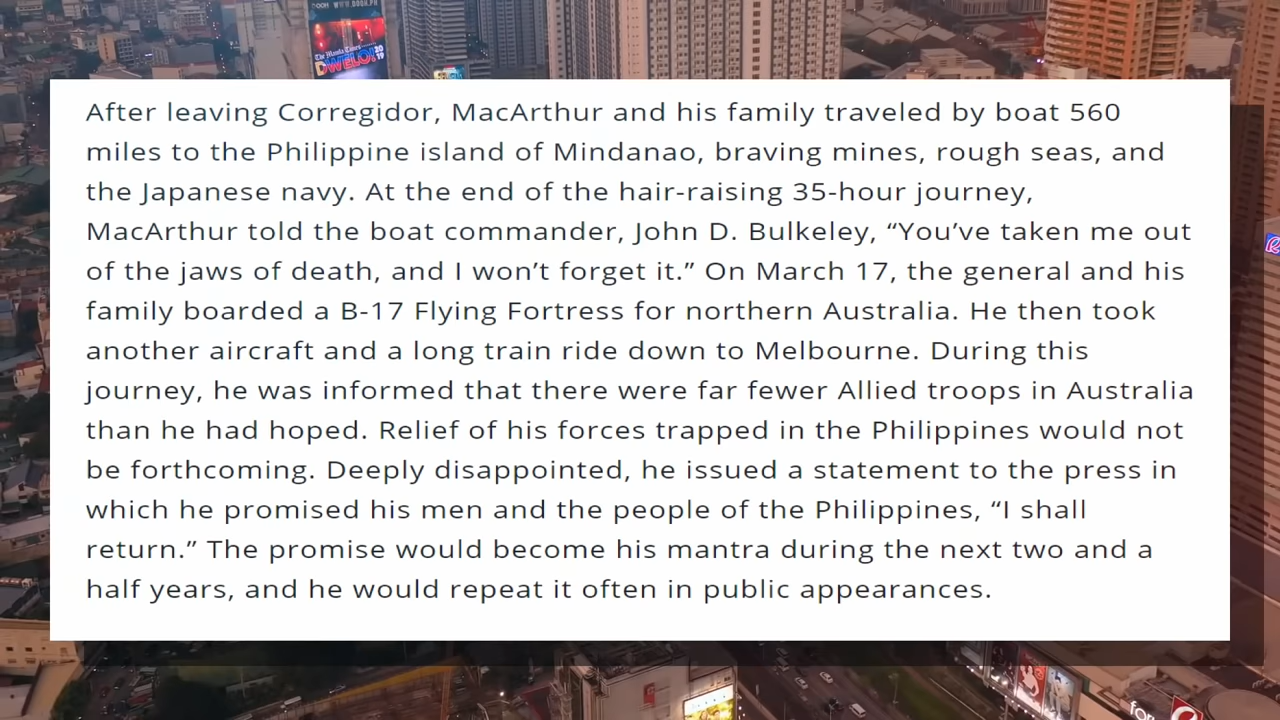 WWW.DOOH.PH
The Manila Times
DWELO! 2019
After leaving Corregidor, MacArthur and his family traveled by boat 560
miles to the Philippine island of Mindanao, braving mines, rough seas, and
the Japanese navy. At the end of the hair-raising 35-hour journey,
MacArthur told the boat commander, John D. Bulkeley, “You’ve taken me out
of the jaws of death, and I won’t forget it.” On March 17, the general and his
family boarded a B-17 Flying Fortress for northern Australia. He then took
another aircraft and a long train ride down to Melbourne. During this
journey, he was informed that there were far fewer Allied troops in Australia
than he had hoped. Relief of his forces trapped in the Philippines would not
be forthcoming. Deeply disappointed, he issued a statement to the press in
which he promised his men and the people of the Philippines, “I shall
return.” The promise would become his mantra during the next two and a
half years, and he would repeat it often in public appearances.